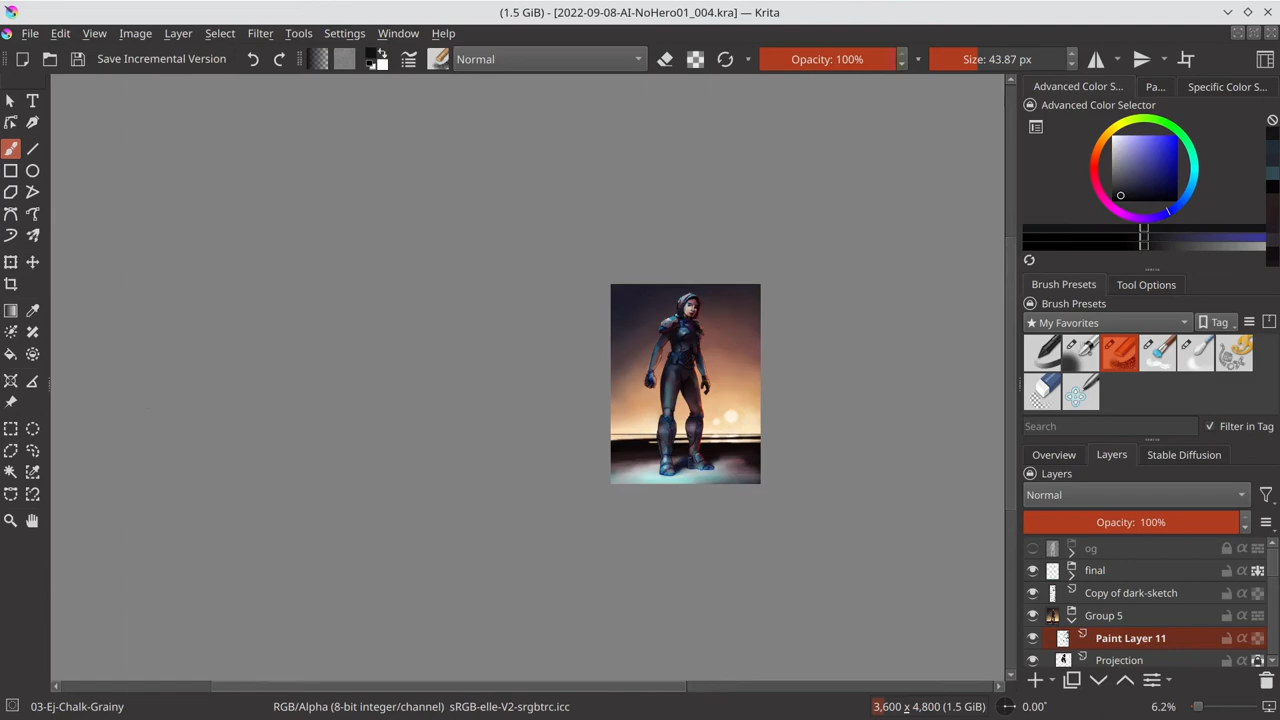 (1.5 GiB) - [2022-09-08-AI-NoHero01_004.kra] — Krita
File Edit View Image Layer Select Filter Tools Settings Window Help
Save Incremental Version
Normal
Opacity: 100%
Size: 43.87 px
Advanced Color S... Pa... Specific Color S...
Advanced Color Selector
Brush Presets Tool Options
Brush Presets
★ My Favorites
Tag
Search
Filter in Tag
Overview Layers Stable Diffusion
Layers
Normal
Opacity: 100%
og
final
Copy of dark-sketch
Group 5
Paint Layer 11
Projection
03-Ej-Chalk-Grainy
RGB/Alpha (8-bit integer/channel) sRGB-elle-V2-srgbtrc.icc
3,600 x 4,800 (1.5 GiB)
0.00°
6.2%